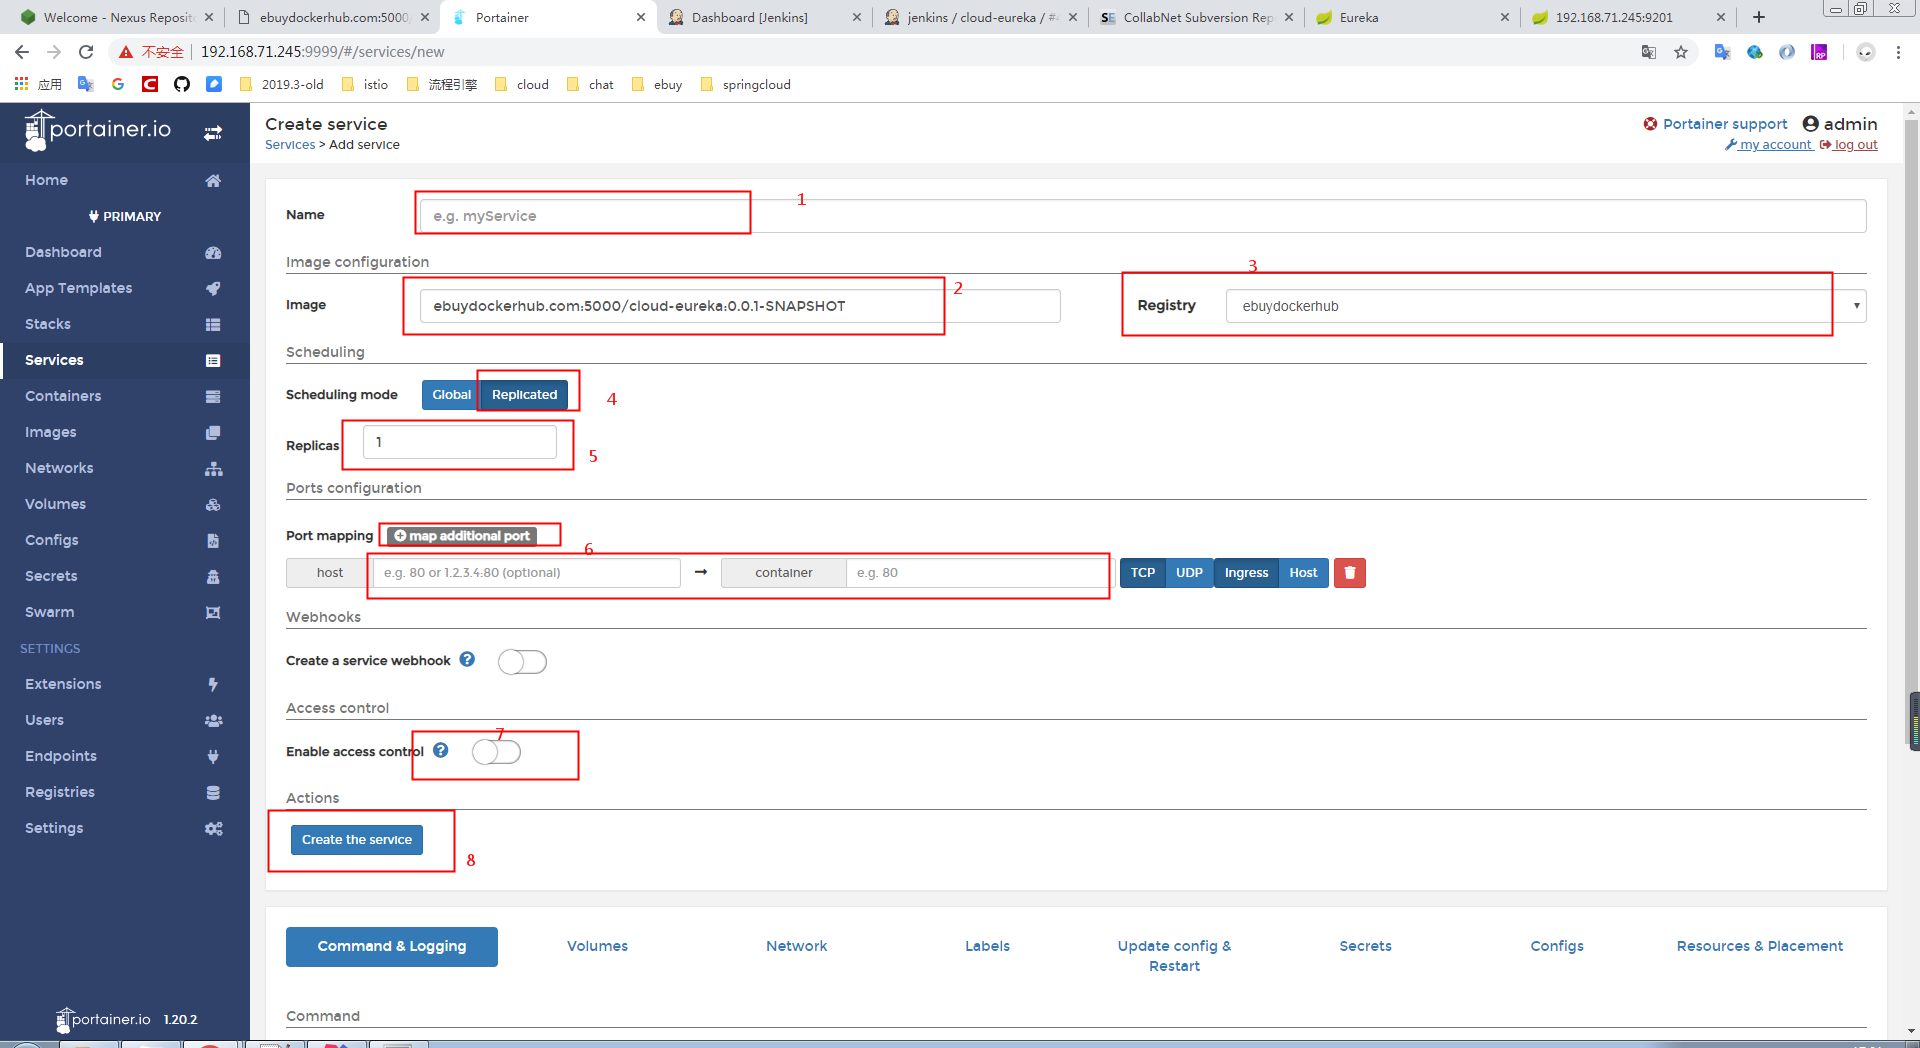 Welcome - Nexus Reposit
ebuydockerhub.com:5000/
Portainer
Dashboard [Jenkins]
jenkins / cloud-eureka / #4
CollabNet Subversion Rep
Eureka
192.168.71.245:9201
不安全 192.168.71.245:9999/#/services/new
应用 2019.3-old istio 流程引擎 cloud chat ebuy springcloud
portainer.io
Home
PRIMARY
Dashboard
App Templates
Stacks
Services
Containers
Images
Networks
Volumes
Configs
Secrets
Swarm
SETTINGS
Extensions
Users
Endpoints
Registries
Settings
portainer.io 1.20.2
Create service
Services > Add service
Portainer support admin
my account log out
Name e.g. myService 1
Image configuration
Image ebuydockerhub.com:5000/cloud-eureka:0.0.1-SNAPSHOT 2
Registry ebuydockerhub 3
Scheduling
Scheduling mode Global Replicated 4
Replicas 1 5
Ports configuration
Port mapping map additional port 6
host e.g. 80 or 1.2.3.4:80 (optional) → container e.g. 80 TCP UDP Ingress Host
Webhooks
Create a service webhook ?
Access control
Enable access control ? 7
Actions
Create the service 8
Command & Logging Volumes Network Labels Update config & Restart Secrets Configs Resources & Placement
Command